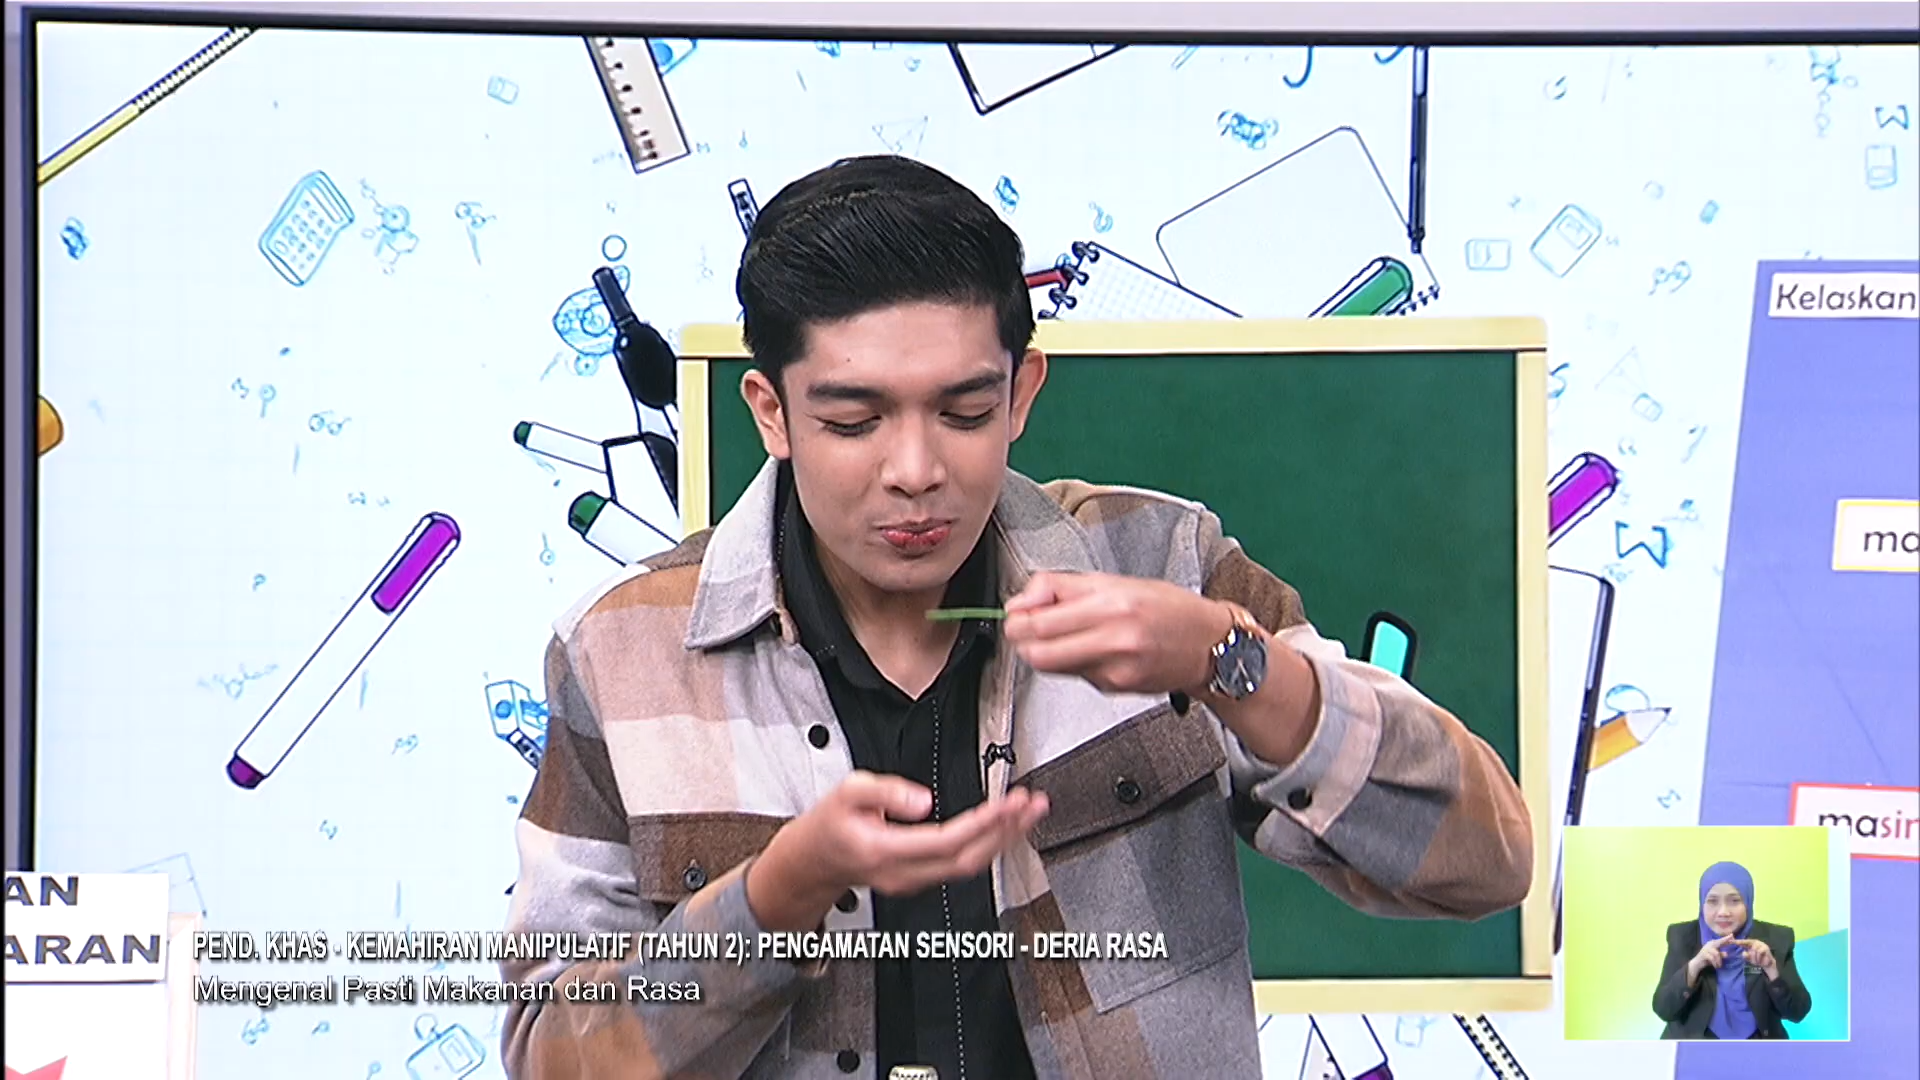 Kelaskan
masin
AN
ARAN
PEND. KHAS - KEMAHIRAN MANIPULATIF (TAHUN 2): PENGAMATAN SENSORI - DERIA RASA
Mengenal Pasti Makanan dan Rasa